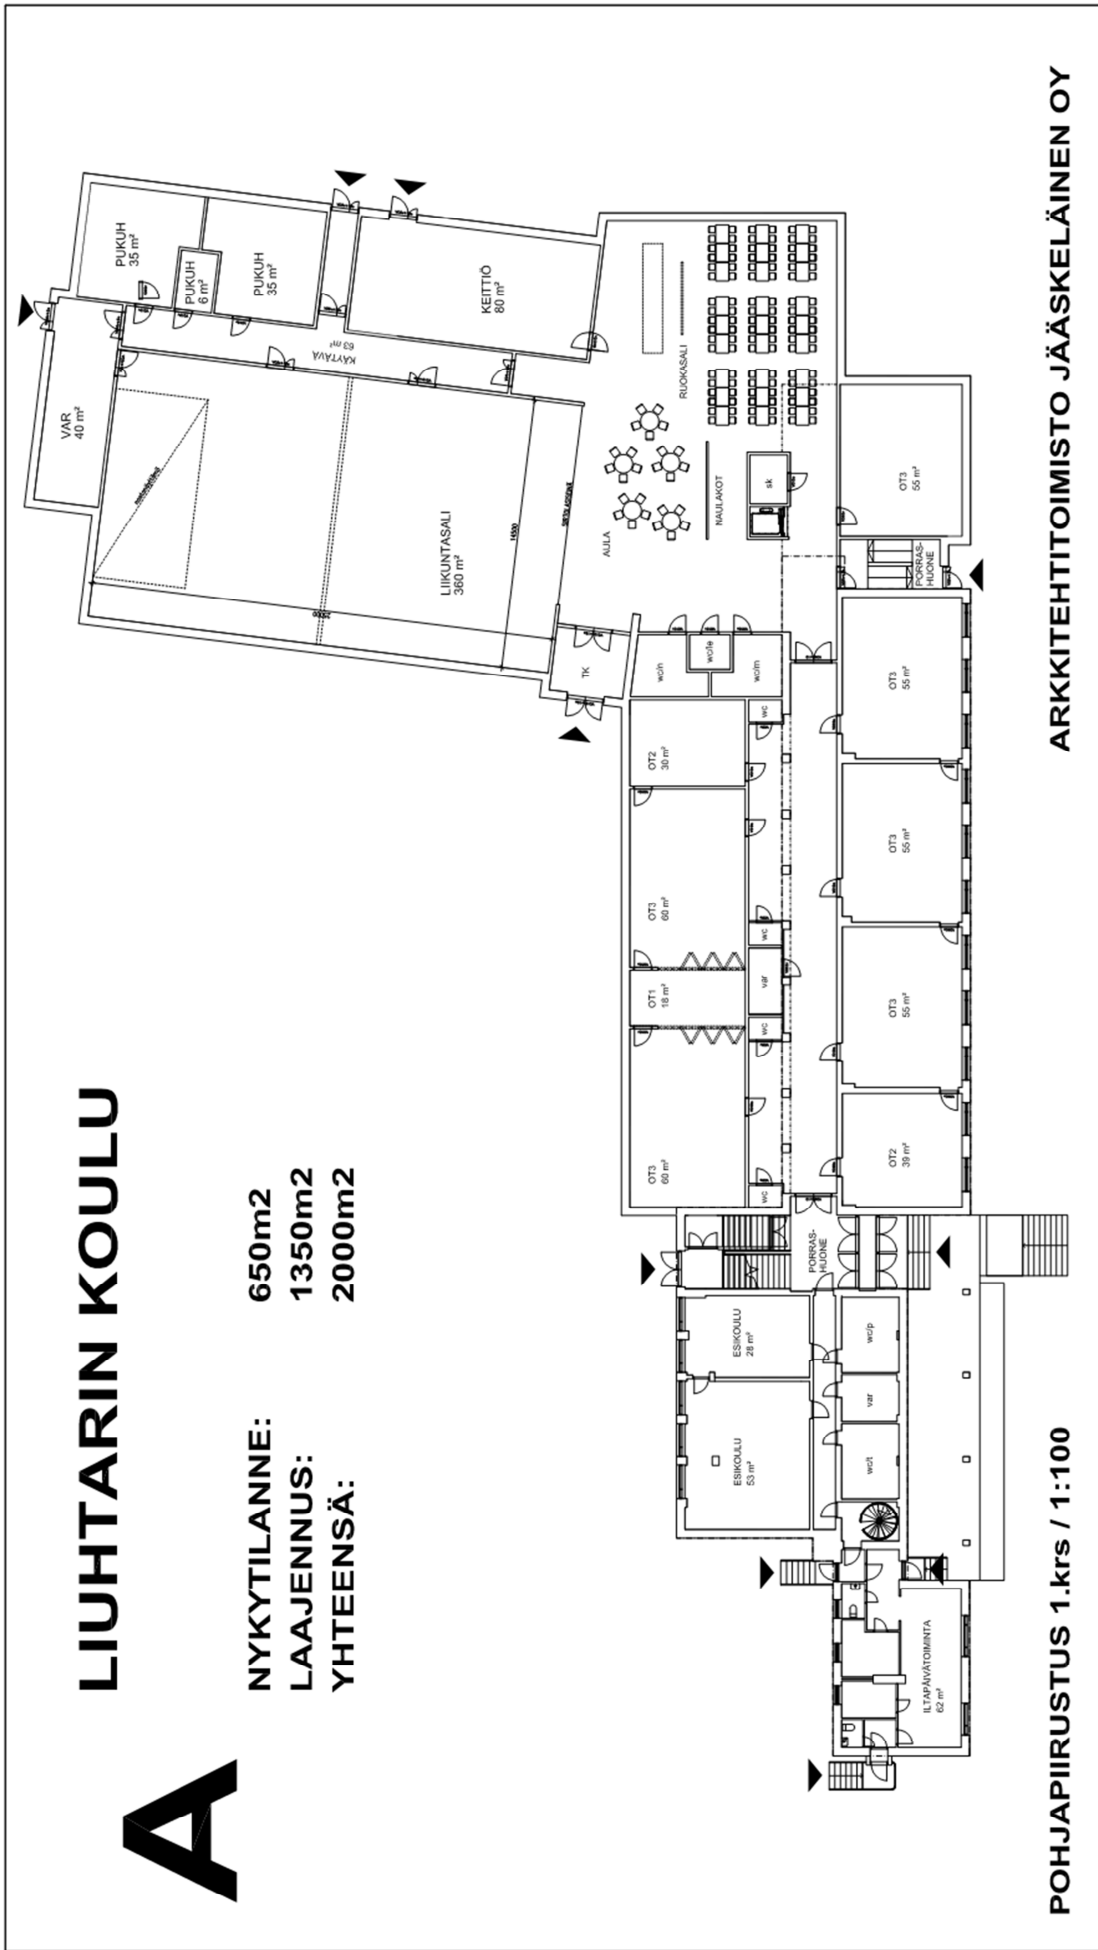 A
LIUHTARIN KOULU
NYKYTILANNE: 650m2
LAAJENNUS: 1350m2
YHTEENSÄ: 2000m2
VAR
40 m²
PUKUH
35 m²
PUKUH
6 m²
PUKUH
35 m²
KÄYTÄVÄ
63 m²
KEITTIÖ
80 m²
LIIKUNTASALI
360 m²
14500
TK
AULA
RUOKASALI
NAULAKOT
sk
wc/n
wc/le
wc/m
OT3
55 m²
PORRAS-
HUONE
OT2
30 m²
wc
OT3
60 m²
wc
OT1
18 m²
var
wc
OT3
60 m²
wc
OT3
55 m²
OT3
55 m²
OT3
55 m²
OT2
39 m²
PORRAS-
HUONE
ESIKOULU
28 m²
ESIKOULU
53 m²
wc/p
var
wc/t
ILTAPÄIVÄTOIMINTA
62 m²
POHJAPIIRUSTUS 1.krs / 1:100
ARKKITEHTITOIMISTO JÄÄSKELÄINEN OY